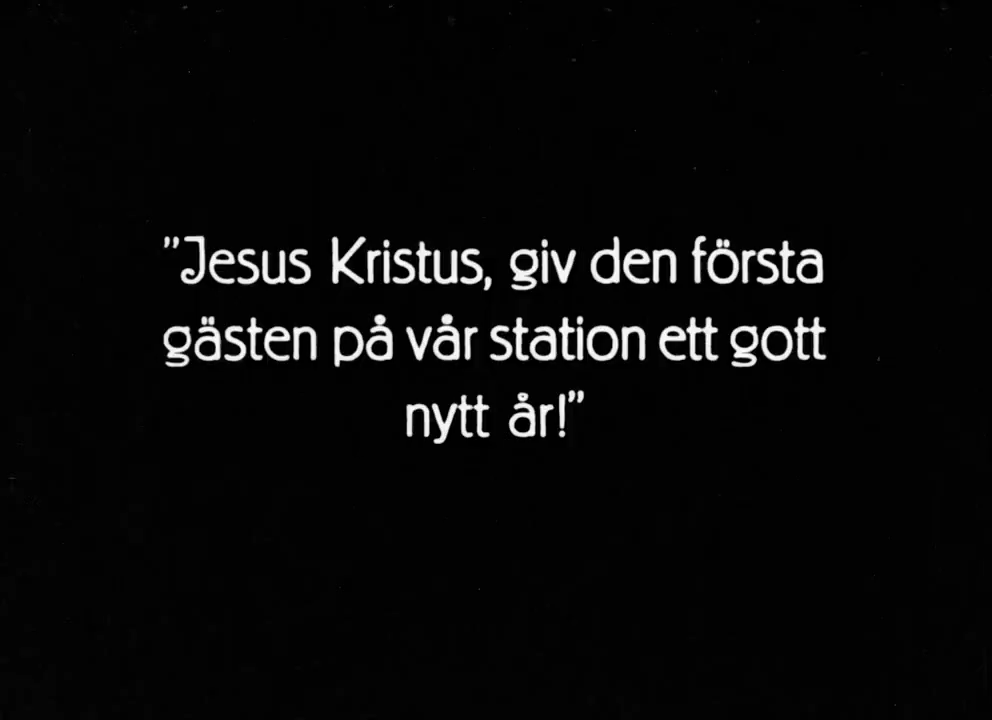 "Jesus Kristus, giv den första
gästen på vår station ett gott
nytt år!"